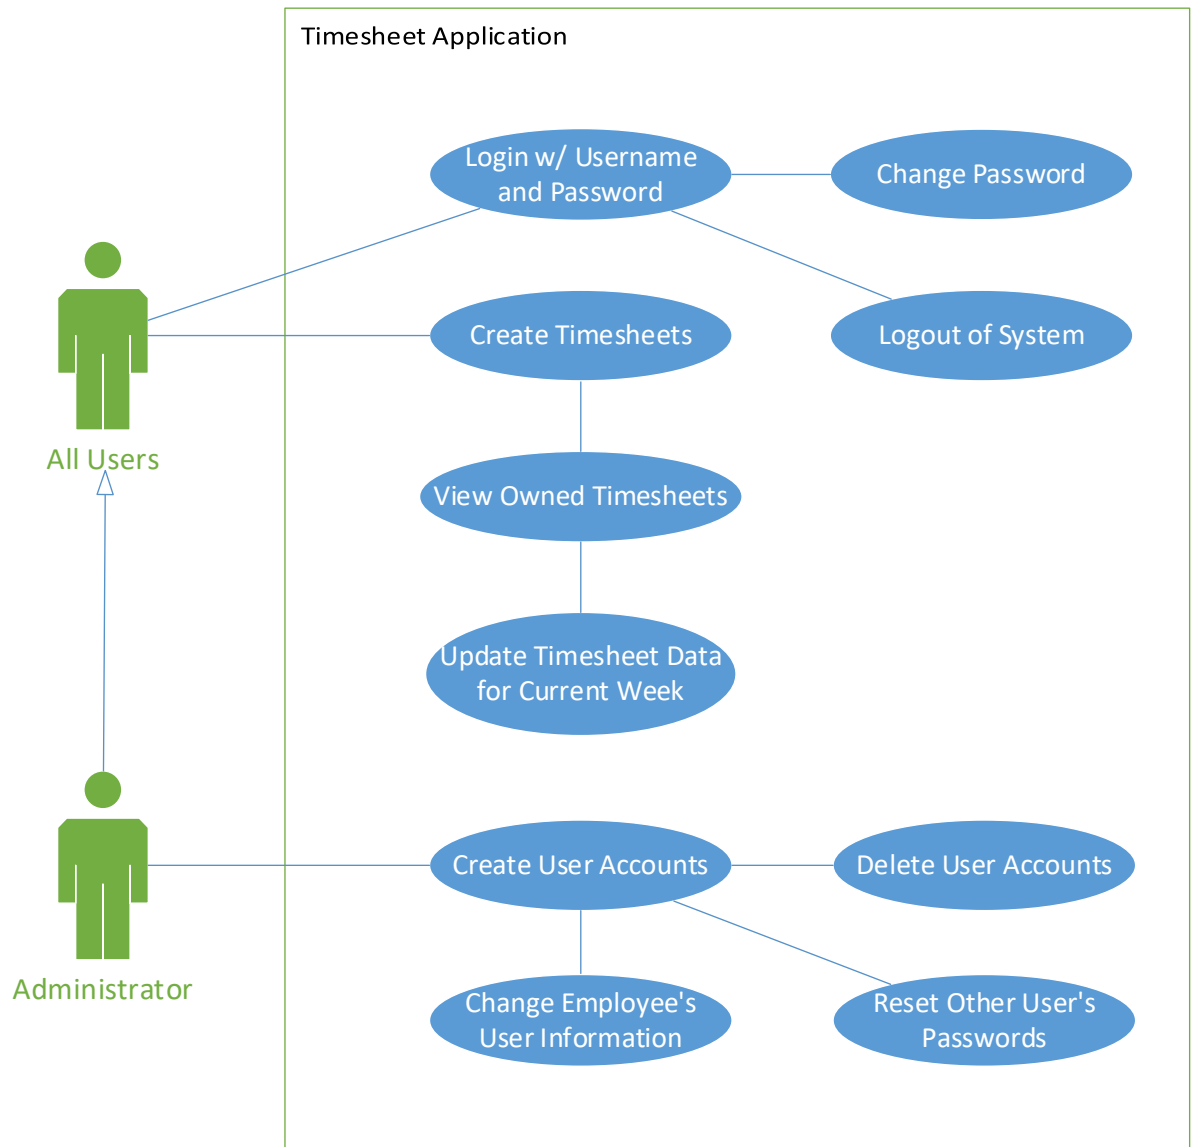 Timesheet Application
Login w/ Username
and Password
Change Password
Create Timesheets
Logout of System
All Users
View Owned Timesheets
Update Timesheet Data
for Current Week
Create User Accounts
Delete User Accounts
Administrator
Change Employee's
User Information
Reset Other User's
Passwords